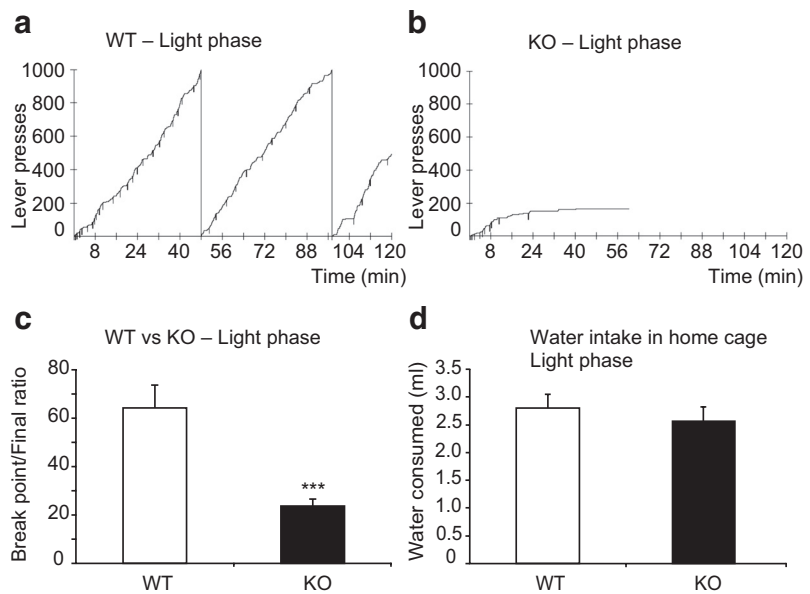 a
WT – Light phase
Lever presses
1000
800
600
400
200
0
8 24 40 56 72 88 104 120
Time (min)
b
KO – Light phase
Lever presses
1000
800
600
400
200
0
8 24 40 56 72 88 104 120
Time (min)
c
WT vs KO – Light phase
Break point/Final ratio
80
60
40
20
0
***
WT KO
d
Water intake in home cage
Light phase
Water consumed (ml)
3.5
3.0
2.5
2.0
1.5
1.0
0.5
0
WT KO